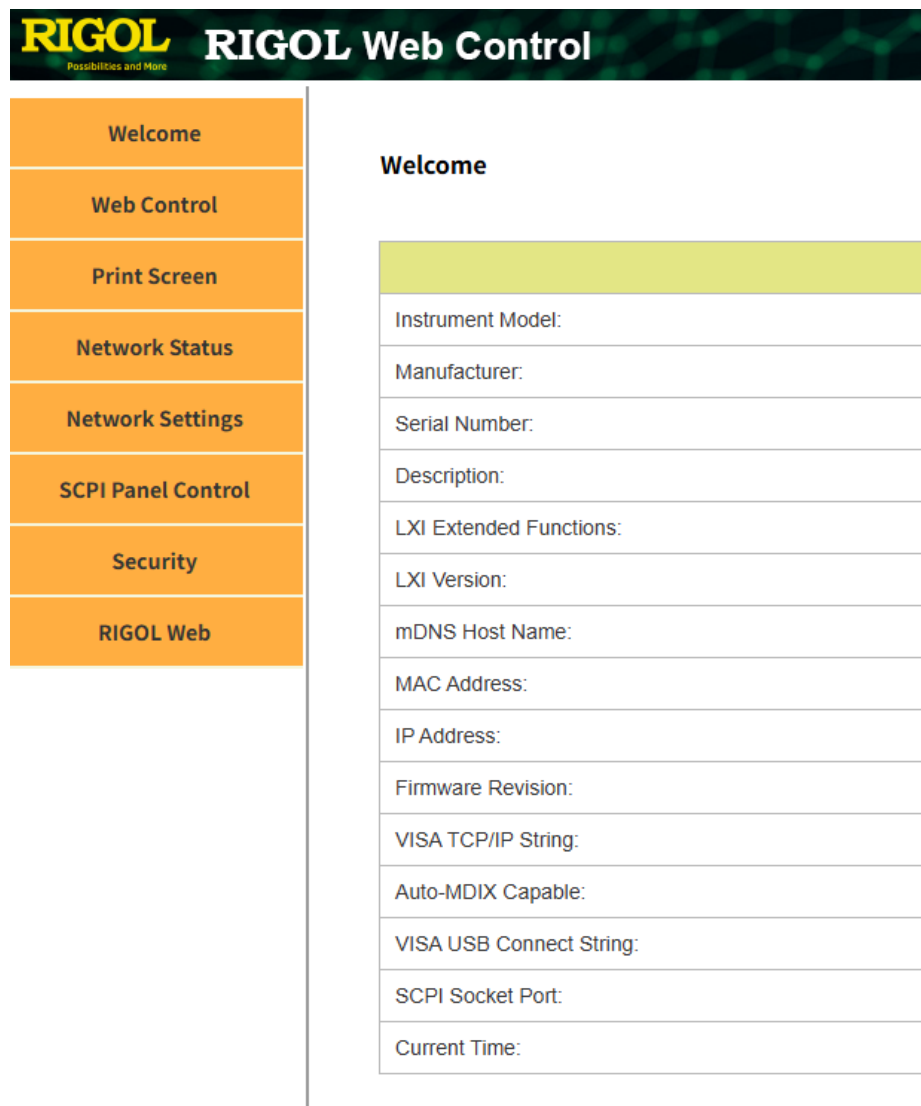 RIGOL
Possibilities and More
RIGOL Web Control
Welcome
Web Control
Print Screen
Network Status
Network Settings
SCPI Panel Control
Security
RIGOL Web
Welcome
Instrument Model:
Manufacturer:
Serial Number:
Description:
LXI Extended Functions:
LXI Version:
mDNS Host Name:
MAC Address:
IP Address:
Firmware Revision:
VISA TCP/IP String:
Auto-MDIX Capable:
VISA USB Connect String:
SCPI Socket Port:
Current Time: